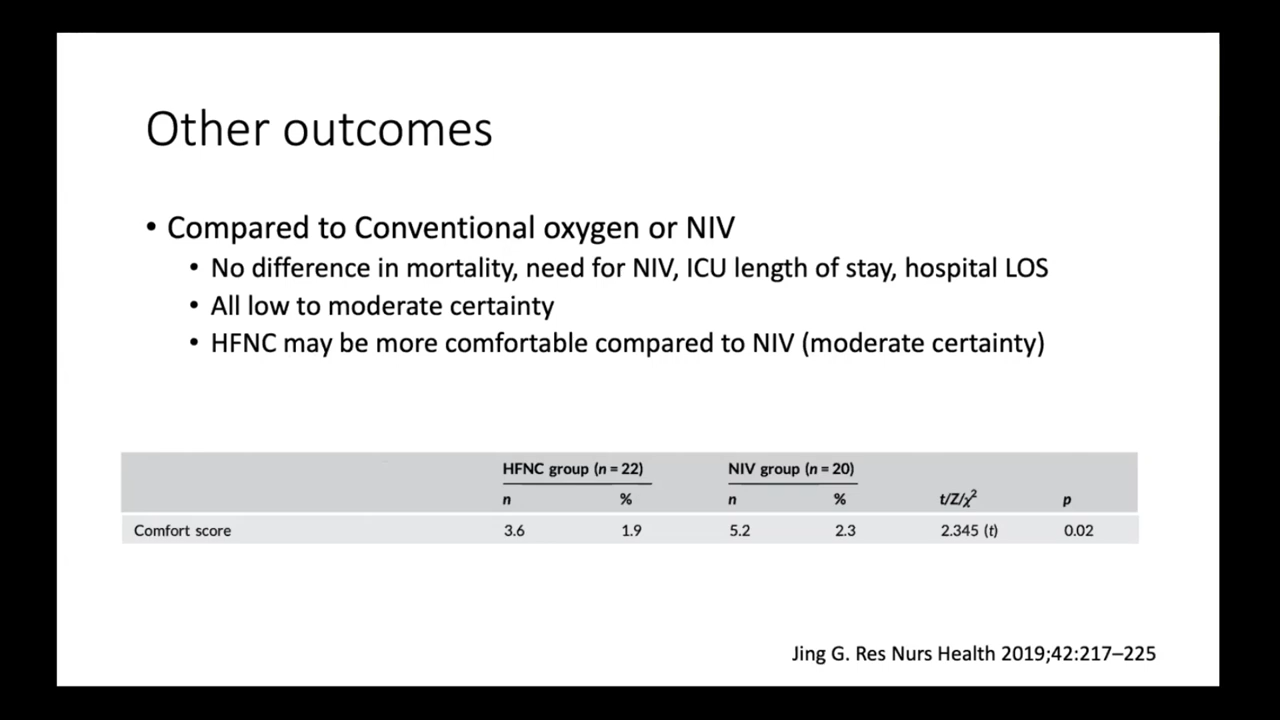 Other outcomes
• Compared to Conventional oxygen or NIV
• No difference in mortality, need for NIV, ICU length of stay, hospital LOS
• All low to moderate certainty
• HFNC may be more comfortable compared to NIV (moderate certainty)
HFNC group (n = 22) NIV group (n = 20)
n % n % t/Z/χ² p
Comfort score 3.6 1.9 5.2 2.3 2.345 (t) 0.02
Jing G. Res Nurs Health 2019;42:217–225